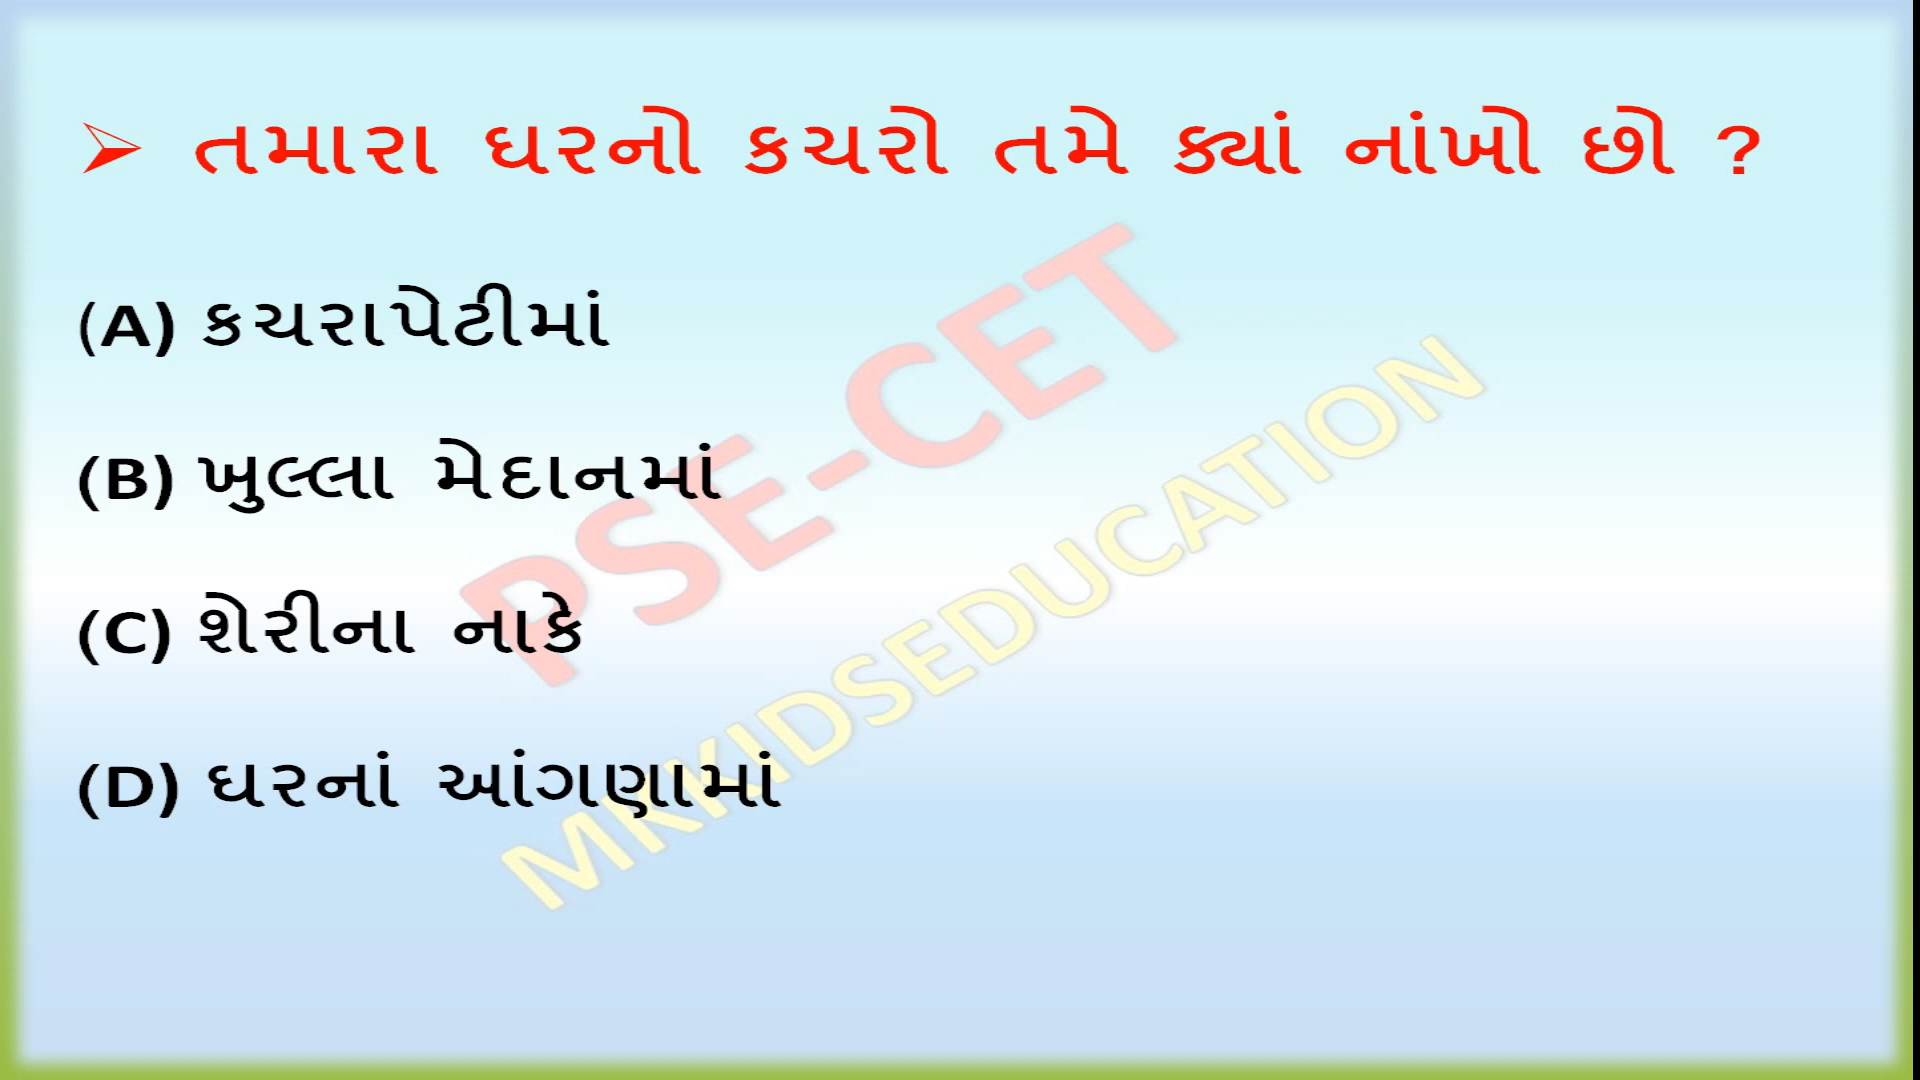 ➢ તમારા ઘરનો કચરો તમે ક્યાં નાંખો છો ?
(A) કચરાપેટીમાં
(B) ખુલ્લા મેદાનમાં
(C) શેરીના નાકે
(D) ઘરનાં આંગણામાં
PSE-CET
MKKIDSEDUCATION